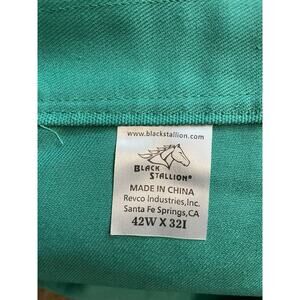 www.blackstallion.com
BLACK
STALLION®
MADE IN CHINA
Revco Industries, Inc.
Santa Fe Springs,CA
42W X 32I